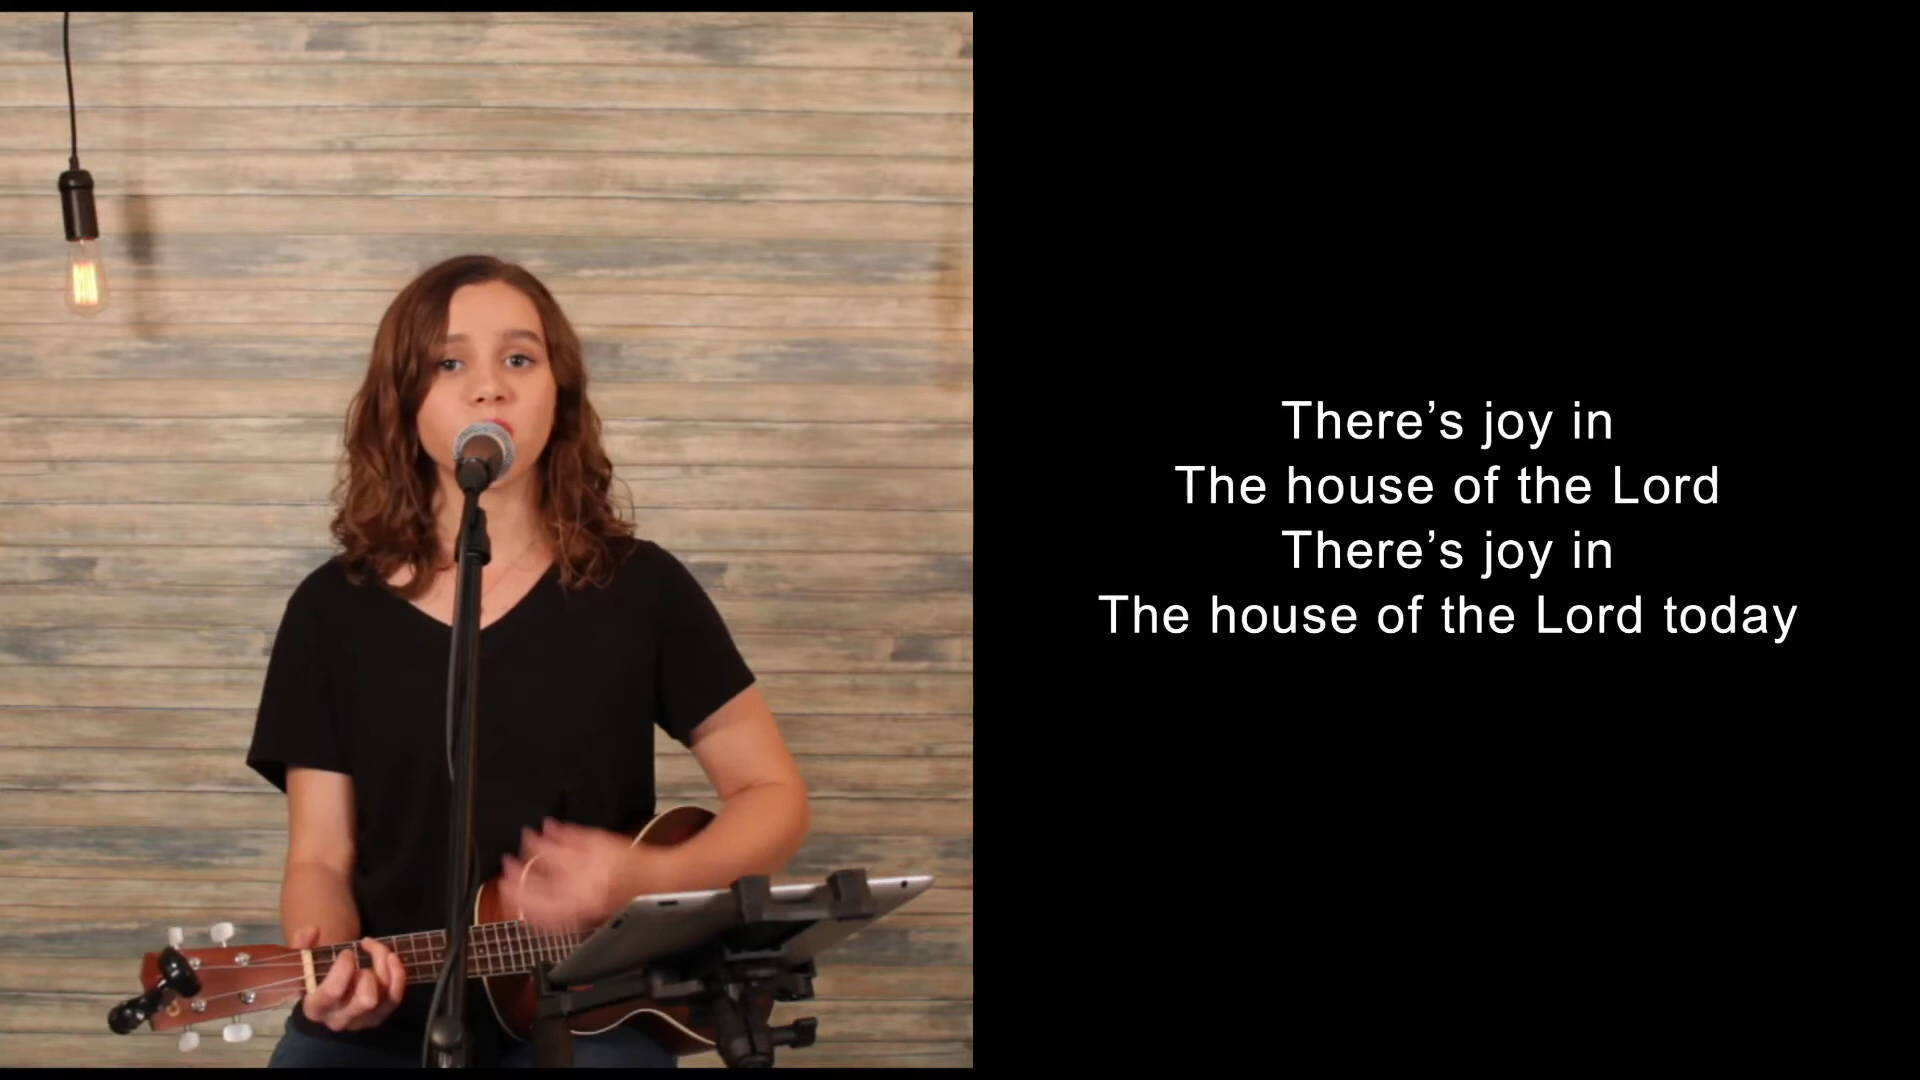 There’s joy in
The house of the Lord
There’s joy in
The house of the Lord today